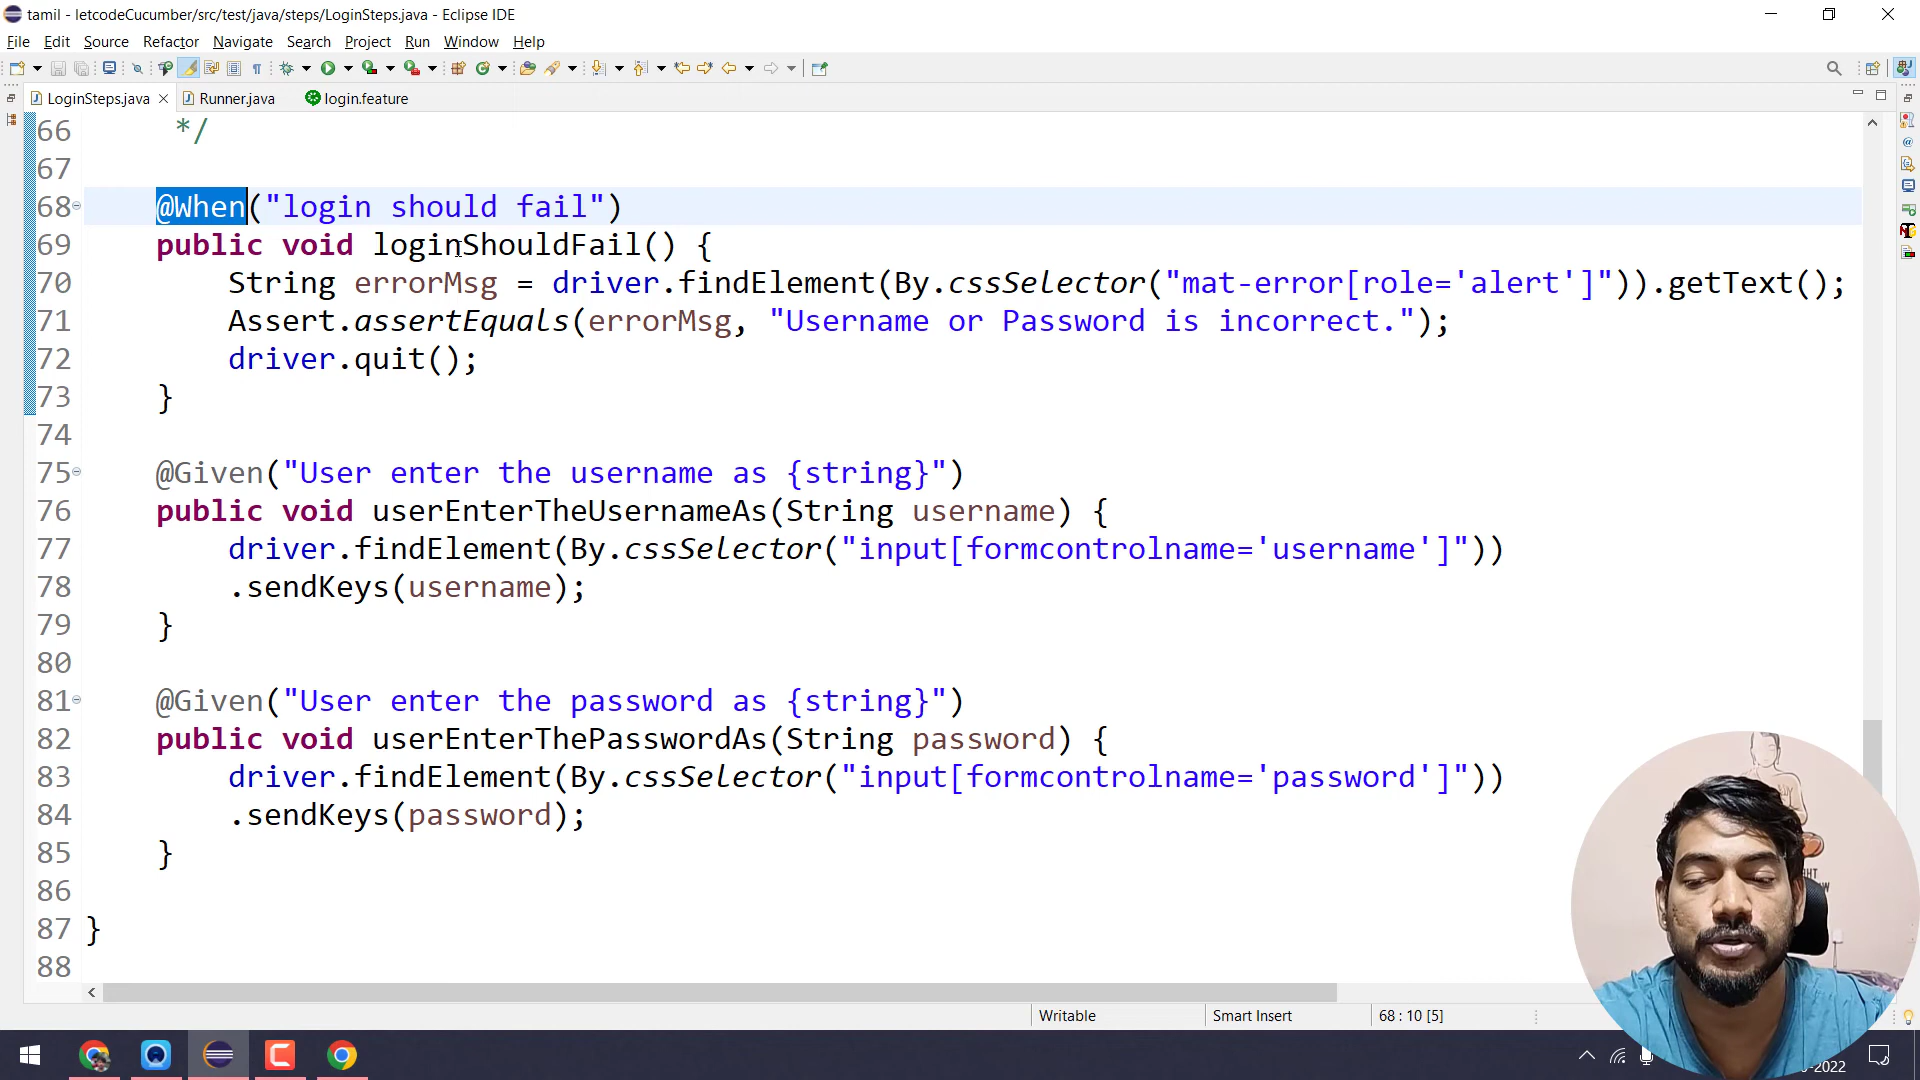 tamil - letcodeCucumber/src/test/java/steps/LoginSteps.java - Eclipse IDE
File Edit Source Refactor Navigate Search Project Run Window Help
LoginSteps.java Runner.java login.feature
66 */
67
68 @When("login should fail")
69 public void loginShouldFail() {
70 String errorMsg = driver.findElement(By.cssSelector("mat-error[role='alert']")).getText();
71 Assert.assertEquals(errorMsg, "Username or Password is incorrect.");
72 driver.quit();
73 }
74
75 @Given("User enter the username as {string}")
76 public void userEnterTheUsernameAs(String username) {
77 driver.findElement(By.cssSelector("input[formcontrolname='username']"))
78 .sendKeys(username);
79 }
80
81 @Given("User enter the password as {string}")
82 public void userEnterThePasswordAs(String password) {
83 driver.findElement(By.cssSelector("input[formcontrolname='password']"))
84 .sendKeys(password);
85 }
86
87 }
88
Writable Smart Insert 68 : 10 [5]
-2022